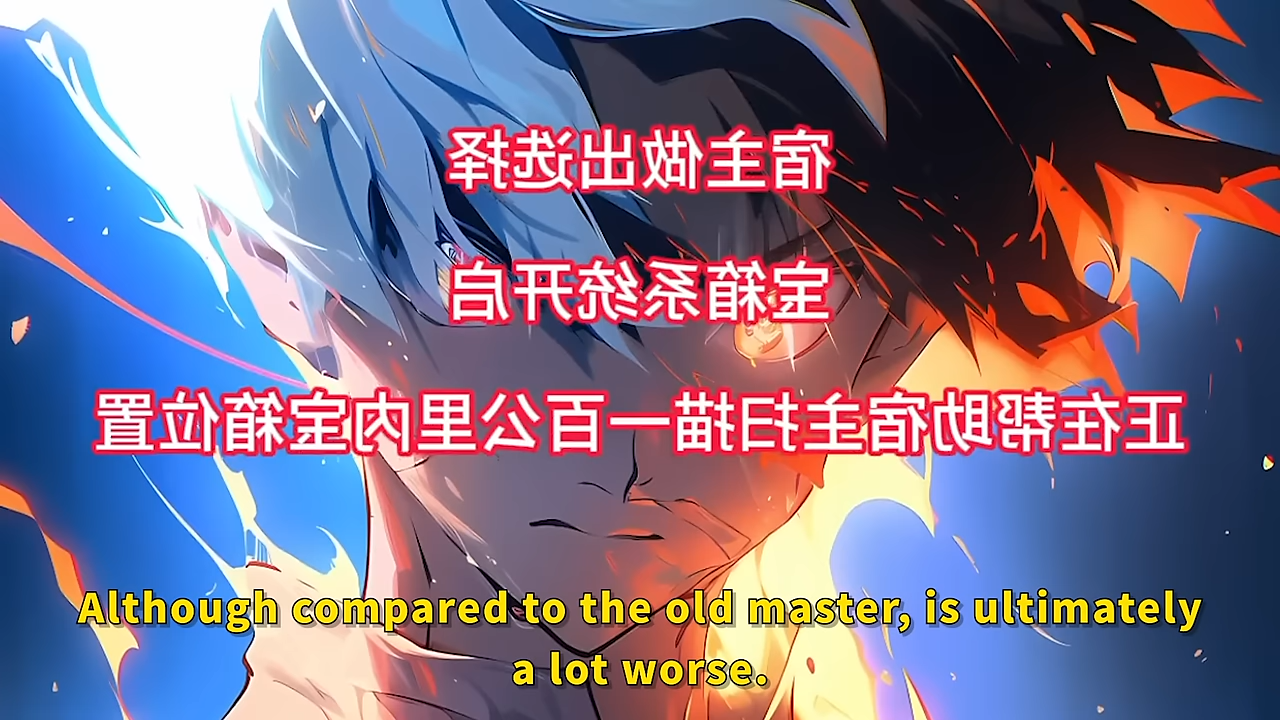 宿主做出选择
宝箱系统开启
正在帮助宿主扫描一百公里内宝箱位置
Although compared to the old master, is ultimately
a lot worse.